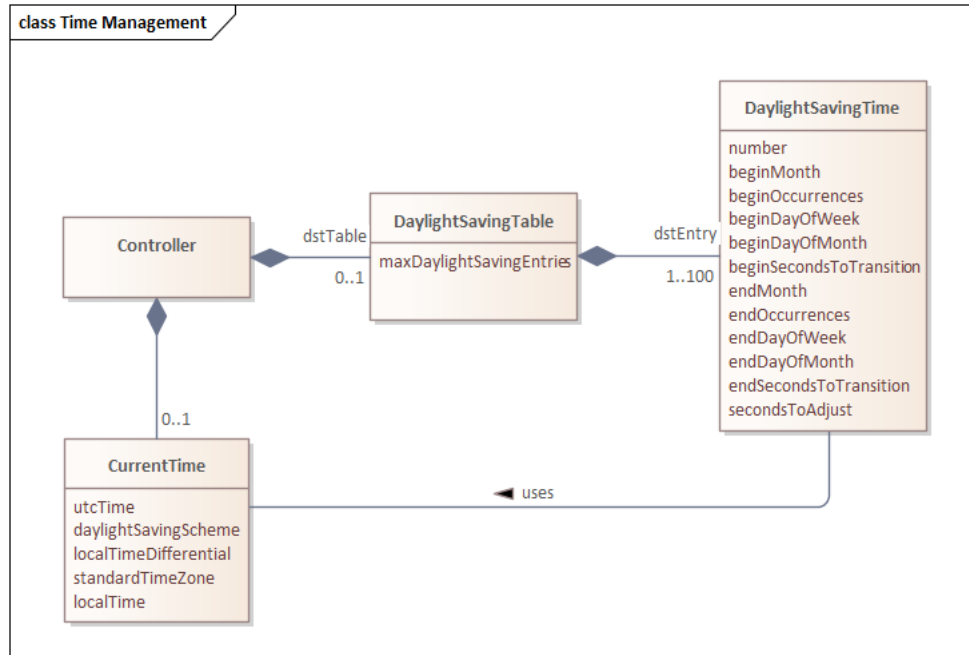 class Time Management
DaylightSavingTime
number
beginMonth
beginOccurrences
beginDayOfWeek
beginDayOfMonth
beginSecondsToTransition
endMonth
endOccurrences
endDayOfWeek
endDayOfMonth
endSecondsToTransition
secondsToAdjust
DaylightSavingTable
maxDaylightSavingEntries
Controller
dstTable
0..1
dstEntry
1..100
0..1
CurrentTime
utcTime
daylightSavingScheme
localTimeDifferential
standardTimeZone
localTime
uses